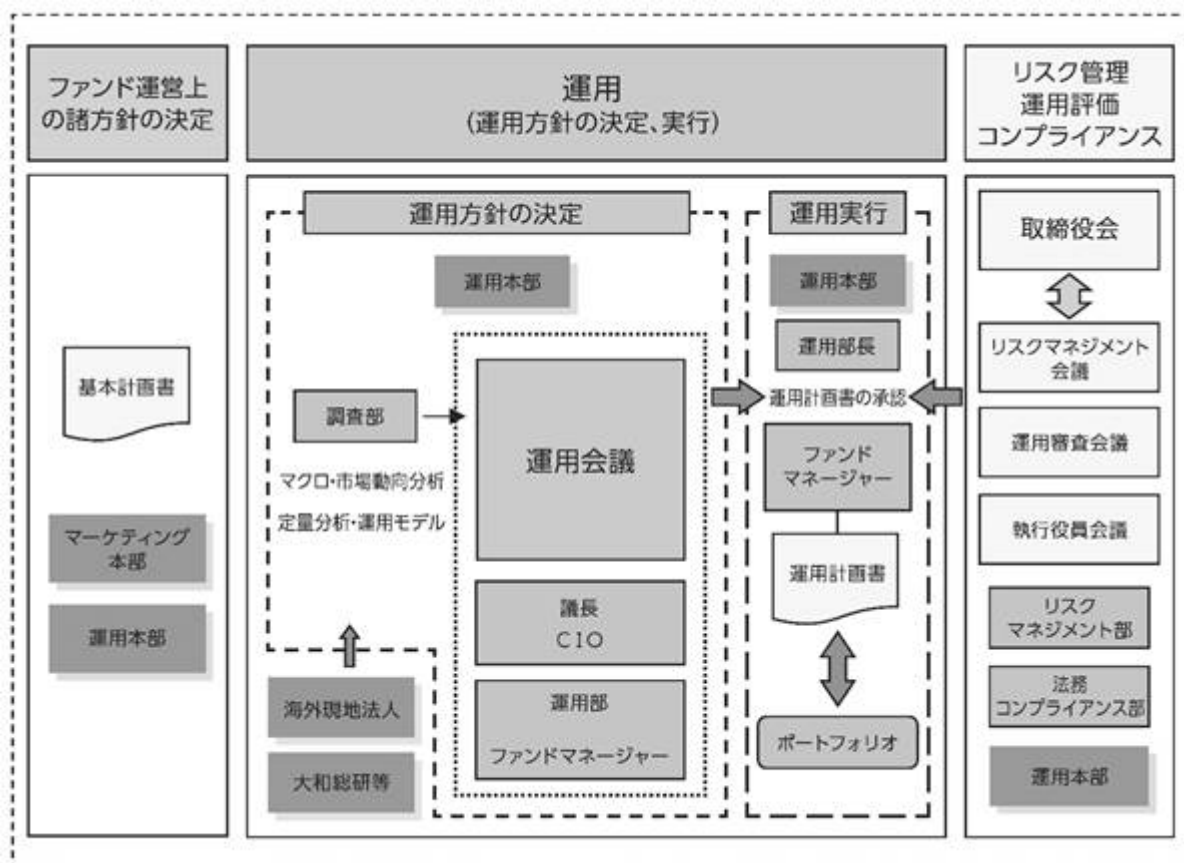 ファンド運営上
の諸方針の決定
運用
(運用方針の決定、実行)
リスク管理
運用評価
コンプライアンス
基本計画書
マーケティング
本部
運用本部
運用方針の決定
運用本部
調査部
マクロ・市場動向分析
定量分析・運用モデル
海外現地法人
大和総研等
運用会議
議長
CIO
運用部
ファンドマネージャー
運用実行
運用本部
運用部長
運用計画書の承認
ファンド
マネージャー
運用計画書
ポートフォリオ
取締役会
リスクマネジメント
会議
運用審査会議
執行役員会議
リスク
マネジメント部
法務
コンプライアンス部
運用本部